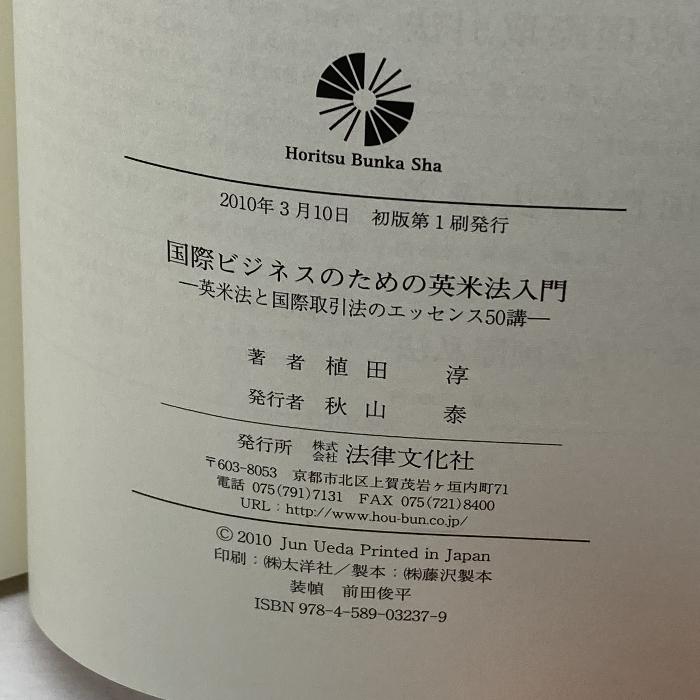 Horitsu Bunka Sha
2010年3月10日　初版第1刷発行
国際ビジネスのための英米法入門
―英米法と国際取引法のエッセンス50講―
著　者　植　田　　淳
発行者　秋　山　　泰
発行所　株式会社　法律文化社
〒603-8053　京都市北区上賀茂岩ヶ垣内町71
電話 075(791)7131　FAX 075(721)8400
URL：http://www.hou-bun.co.jp/
© 2010 Jun Ueda Printed in Japan
印刷：㈱太洋社／製本：㈱藤沢製本
装幀　前田俊平
ISBN 978-4-589-03237-9